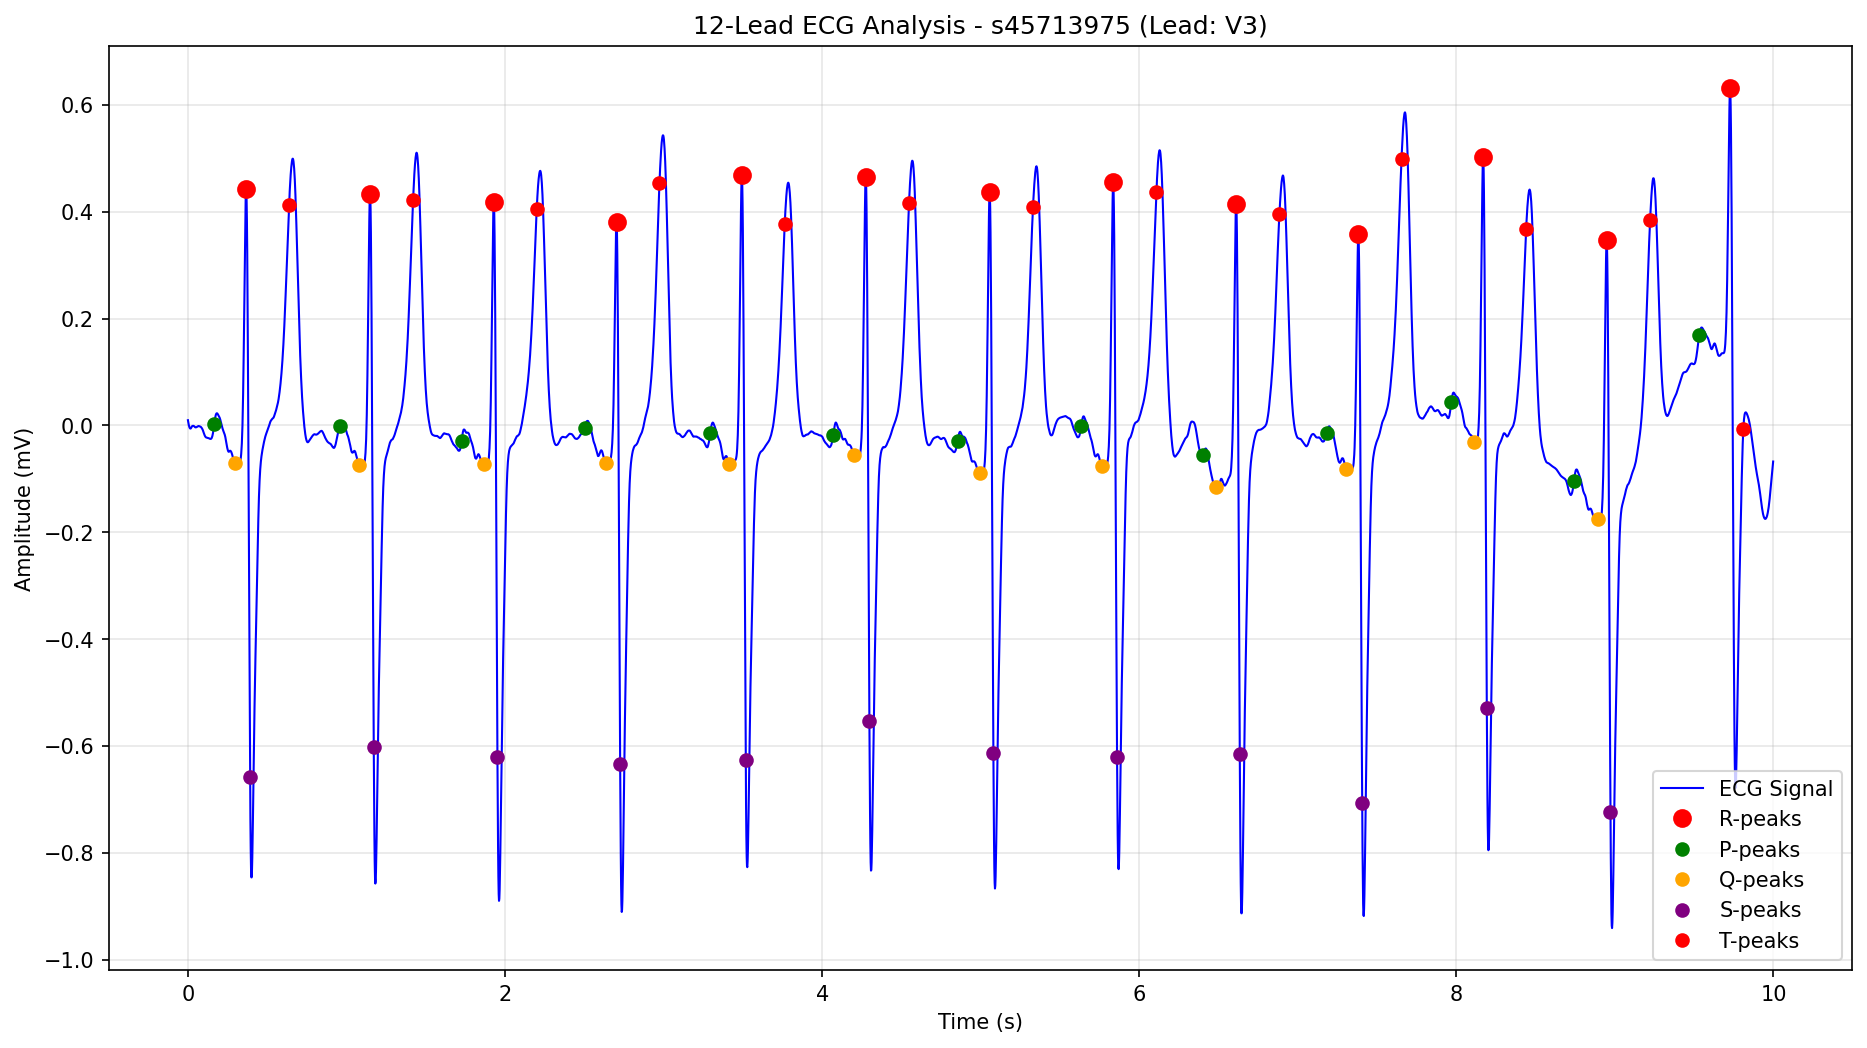 12-Lead ECG Analysis - s45713975 (Lead: V3)
Amplitude (mV)
0.6
0.4
0.2
0.0
−0.2
−0.4
−0.6
−0.8
−1.0
0 2 4 6 8 10
Time (s)
ECG Signal
R-peaks
P-peaks
Q-peaks
S-peaks
T-peaks